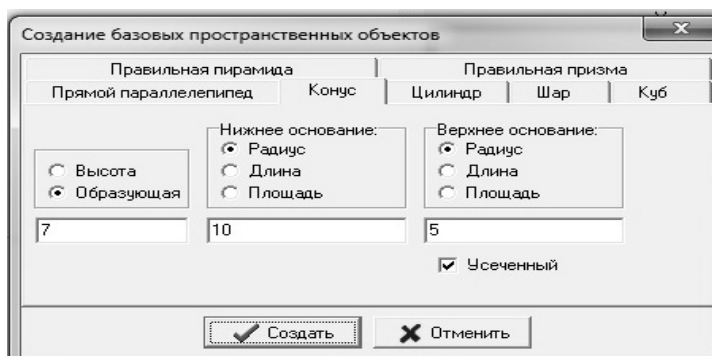 Создание базовых пространственных объектов
Правильная пирамида Правильная призма
Прямой параллелепипед Конус Цилиндр Шар Куб
Нижнее основание: Верхнее основание:
Радиус Радиус
Высота Длина Длина
Образующая Площадь Площадь
7 10 5
Усеченный
Создать Отменить